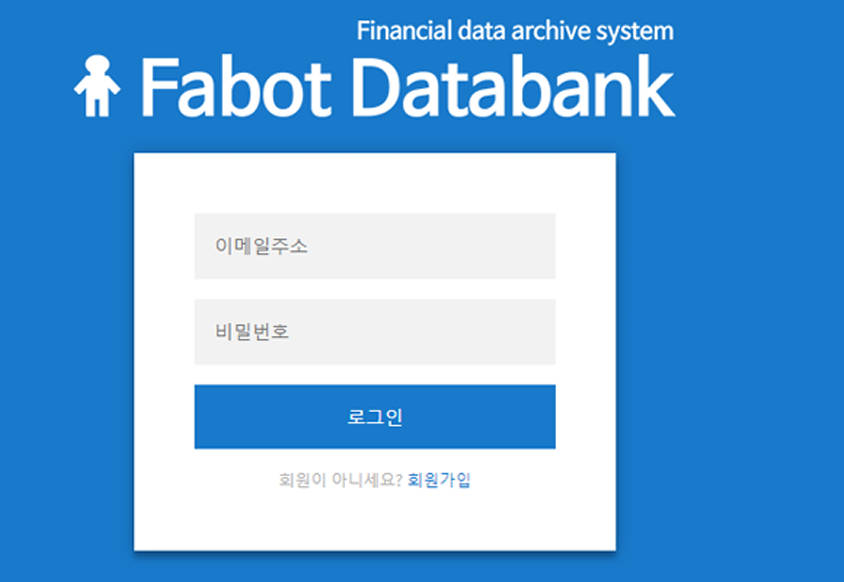 Financial data archive system
Fabot Databank
이메일주소
비밀번호
로그인
회원이 아니세요? 회원가입